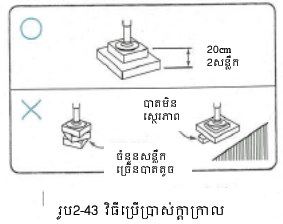 20cm
2សន្លឹក
បាតមិន
ស្ថេរភាព
ចំនួនសន្លឹក
ច្រើនបាតតូច
រូប2-43 វិធីប្រើប្រាស់ក្តាក្រាល